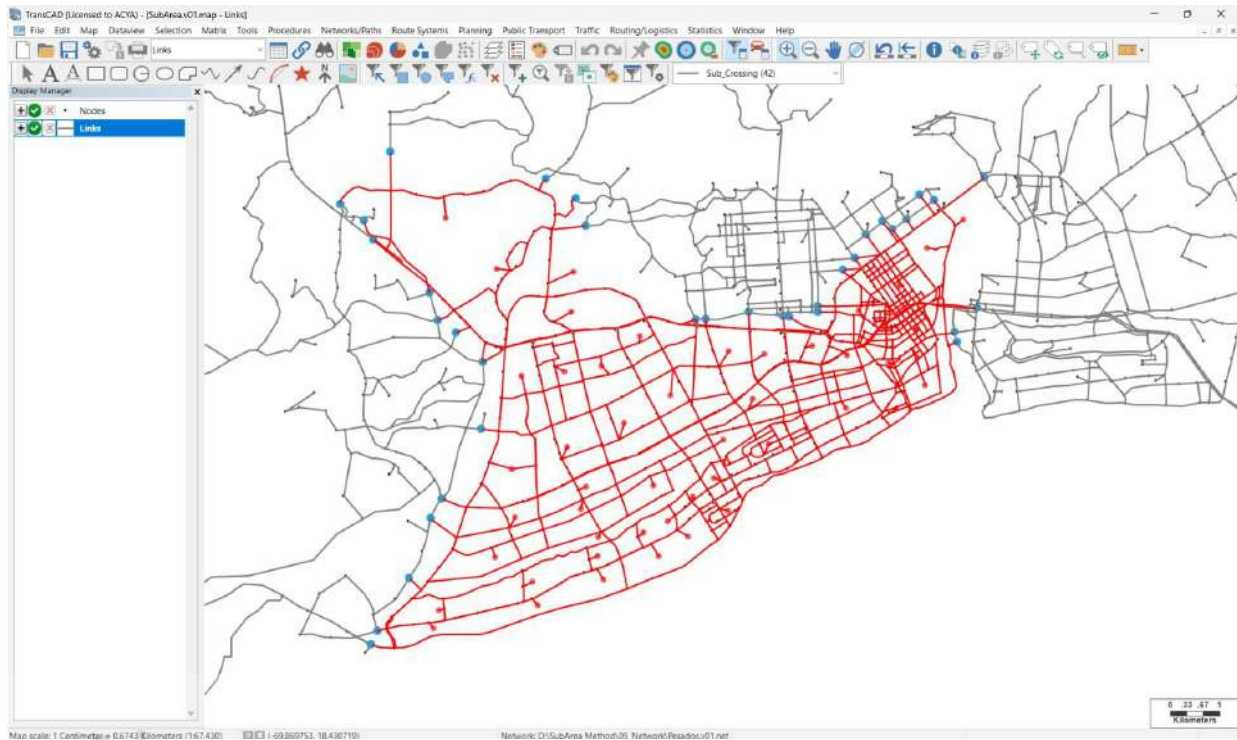 TransCAD (Licensed to ACYA) - [SubArea.v01.map - Links]
File Edit Map Dataview Selection Matrix Tools Procedures Networks/Paths Route Systems Planning Public Transport Traffic Routing/Logistics Statistics Window Help
Links
Sub_Crossing (42)
Display Manager
Nodes
Links
0 .33 .67 1
Kilometers
Map scale: 1 Centimeter = 0.6743 Kilometers (1:67,430) (-69.869753, 18.430719) Network: D:\SubArea Method\05_Network\Pesados.v01.net